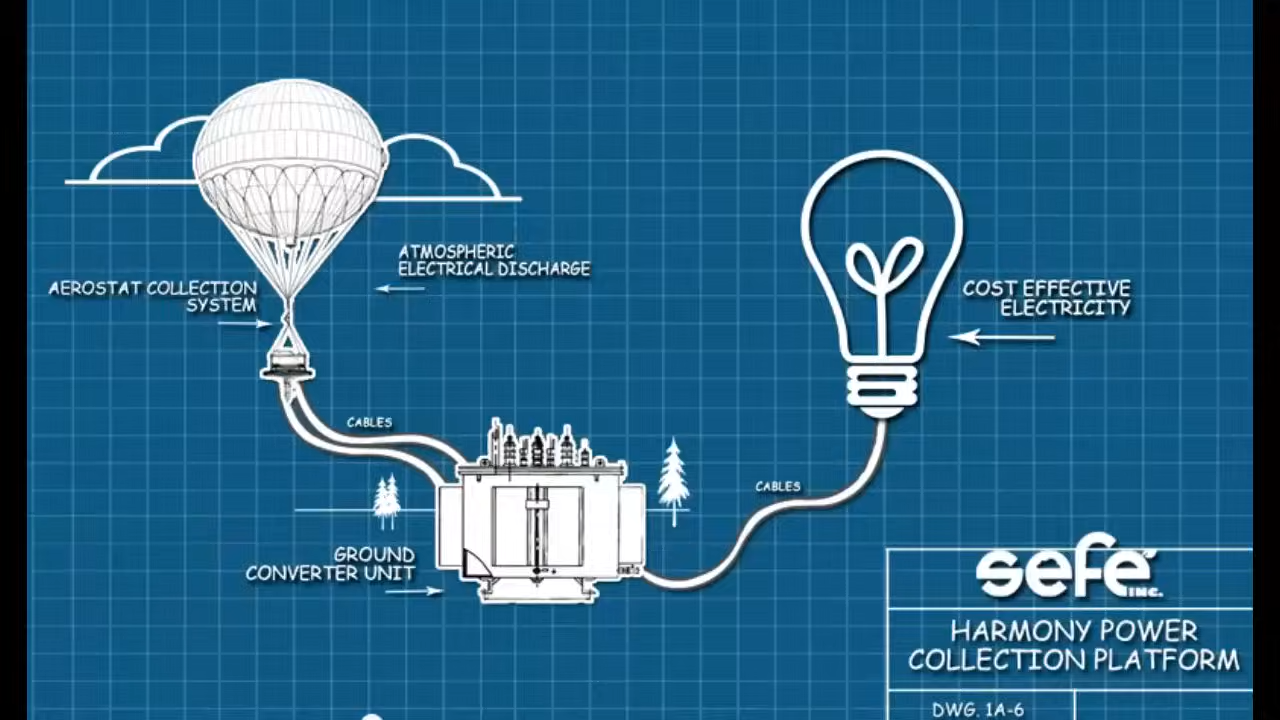 ATMOSPHERIC
ELECTRICAL DISCHARGE
AEROSTAT COLLECTION
SYSTEM
COST EFFECTIVE
ELECTRICITY
CABLES
CABLES
GROUND
CONVERTER UNIT
sefe
INC.
HARMONY POWER
COLLECTION PLATFORM
DWG. 1A-6